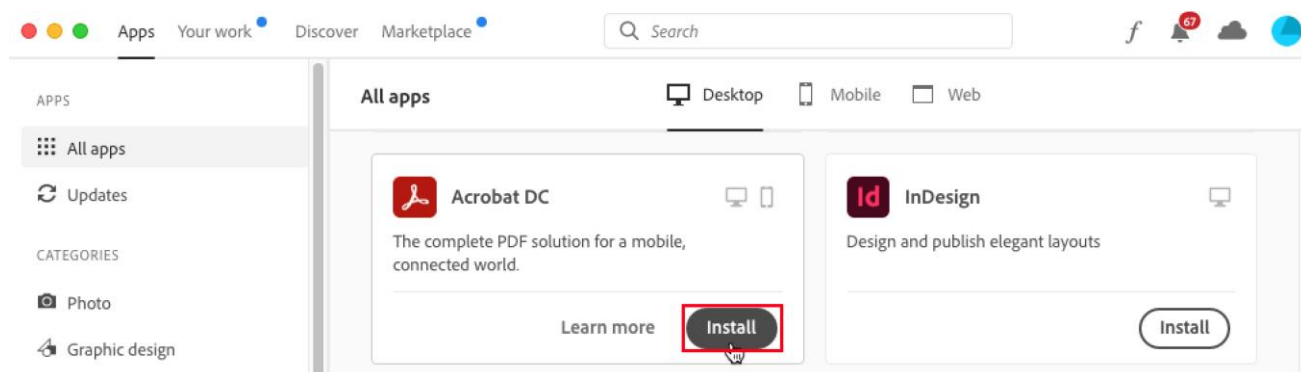 Apps Your work Discover Marketplace Search f 67
APPS
All apps
Updates
CATEGORIES
Photo
Graphic design
All apps Desktop Mobile Web
Acrobat DC
The complete PDF solution for a mobile,
connected world.
Learn more Install
Id InDesign
Design and publish elegant layouts
Install